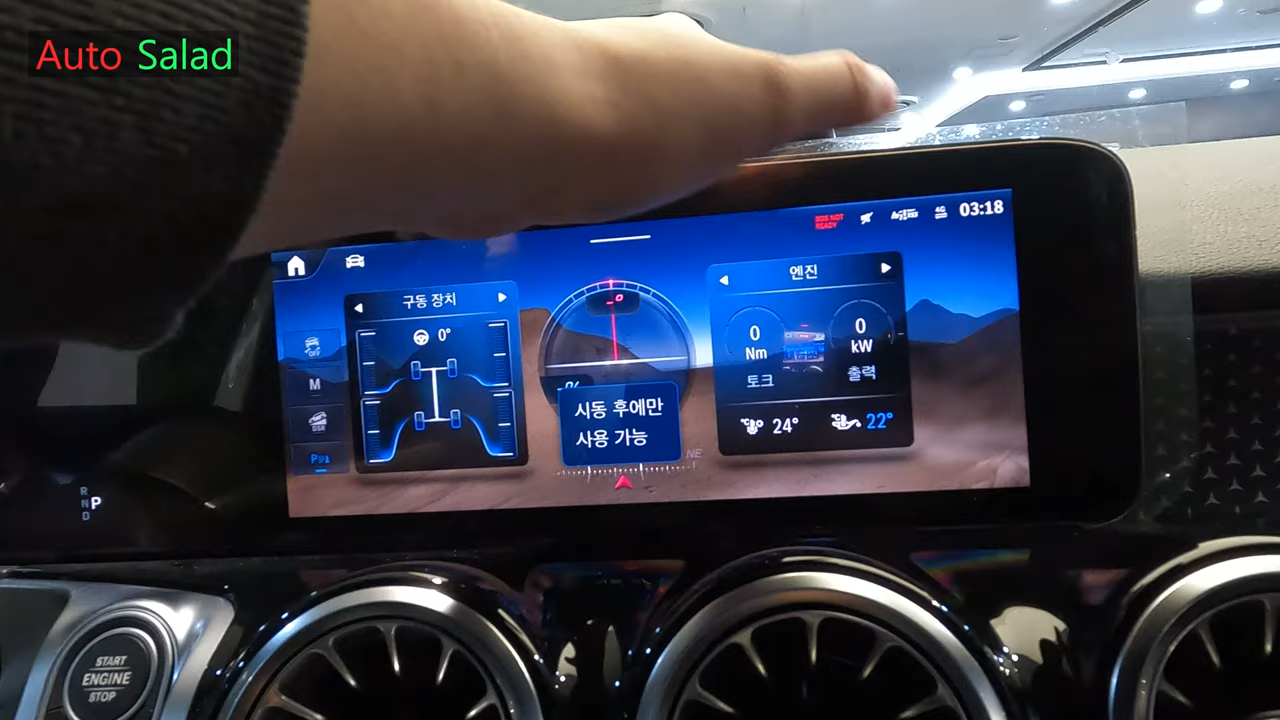 Auto Salad
SOS NOT
READY
4G
03:18
구동 장치
엔진
0°
0
Nm
토크
0
kW
출력
OFF
M
DSR
시동 후에만
사용 가능
°C
24°
°C
22°
NE
R
N
P
D
START
ENGINE
STOP